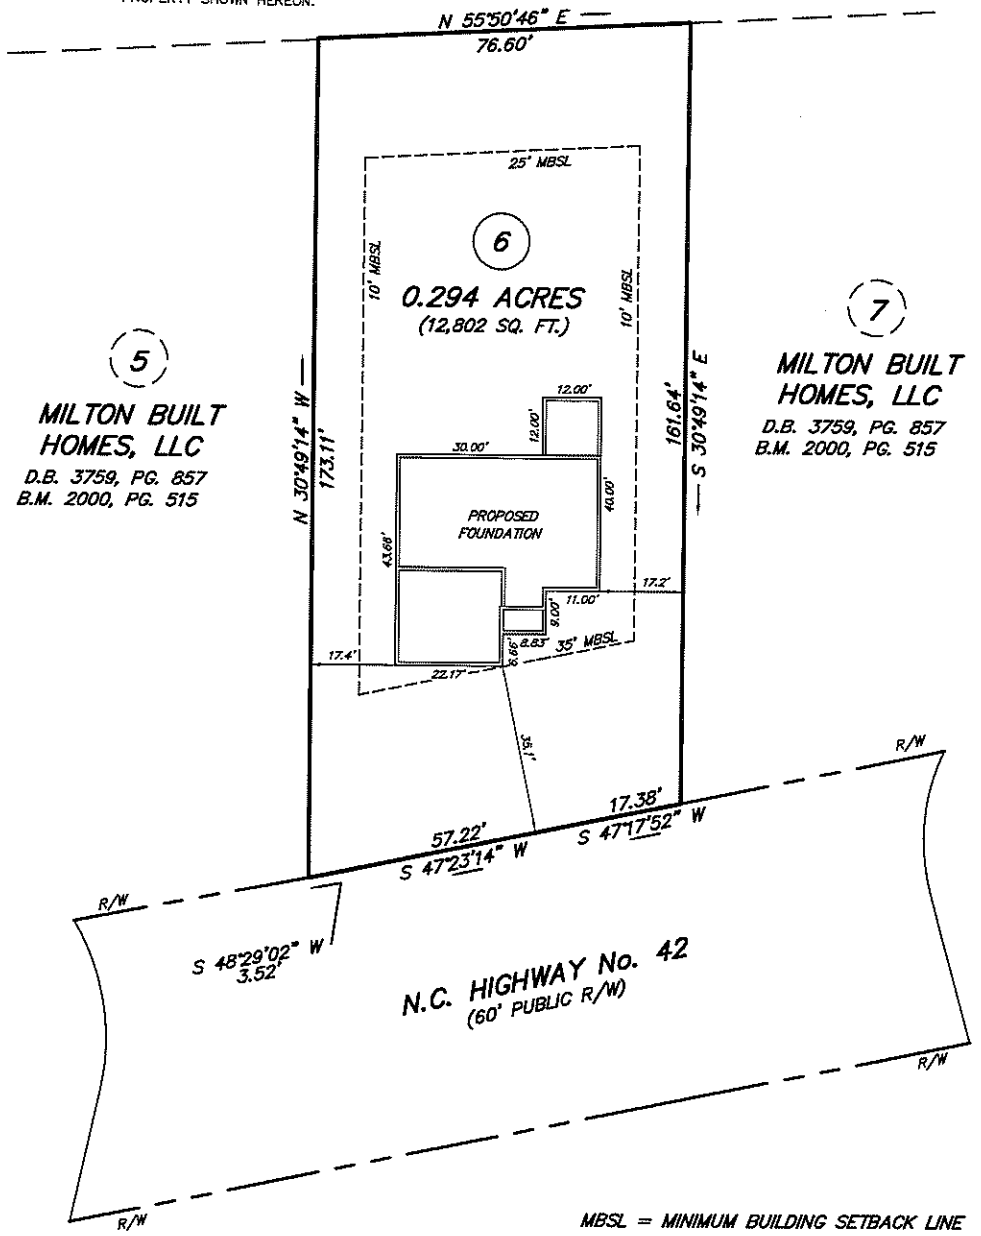 PROPERTY SHOWN HEREON.
N 55°50'46" E
76.60'
25' MBSL
6
10' MBSL
10' MBSL
0.294 ACRES
(12,802 SQ. FT.)
5
MILTON BUILT
HOMES, LLC
D.B. 3759, PG. 857
B.M. 2000, PG. 515
7
MILTON BUILT
HOMES, LLC
D.B. 3759, PG. 857
B.M. 2000, PG. 515
N 30°49'14" W
173.11'
161.64'
S 30°49'14" E
12.00'
12.00'
30.00'
40.00'
PROPOSED
FOUNDATION
43.66'
17.2'
11.00'
9.00'
8.83'
35' MBSL
6.66'
17.4'
22.17'
35.1'
R/W
17.38'
S 47°17'52" W
57.22'
S 47°23'14" W
R/W
S 48°29'02" W
3.52'
N.C. HIGHWAY No. 42
(60' PUBLIC R/W)
R/W
R/W
MBSL = MINIMUM BUILDING SETBACK LINE